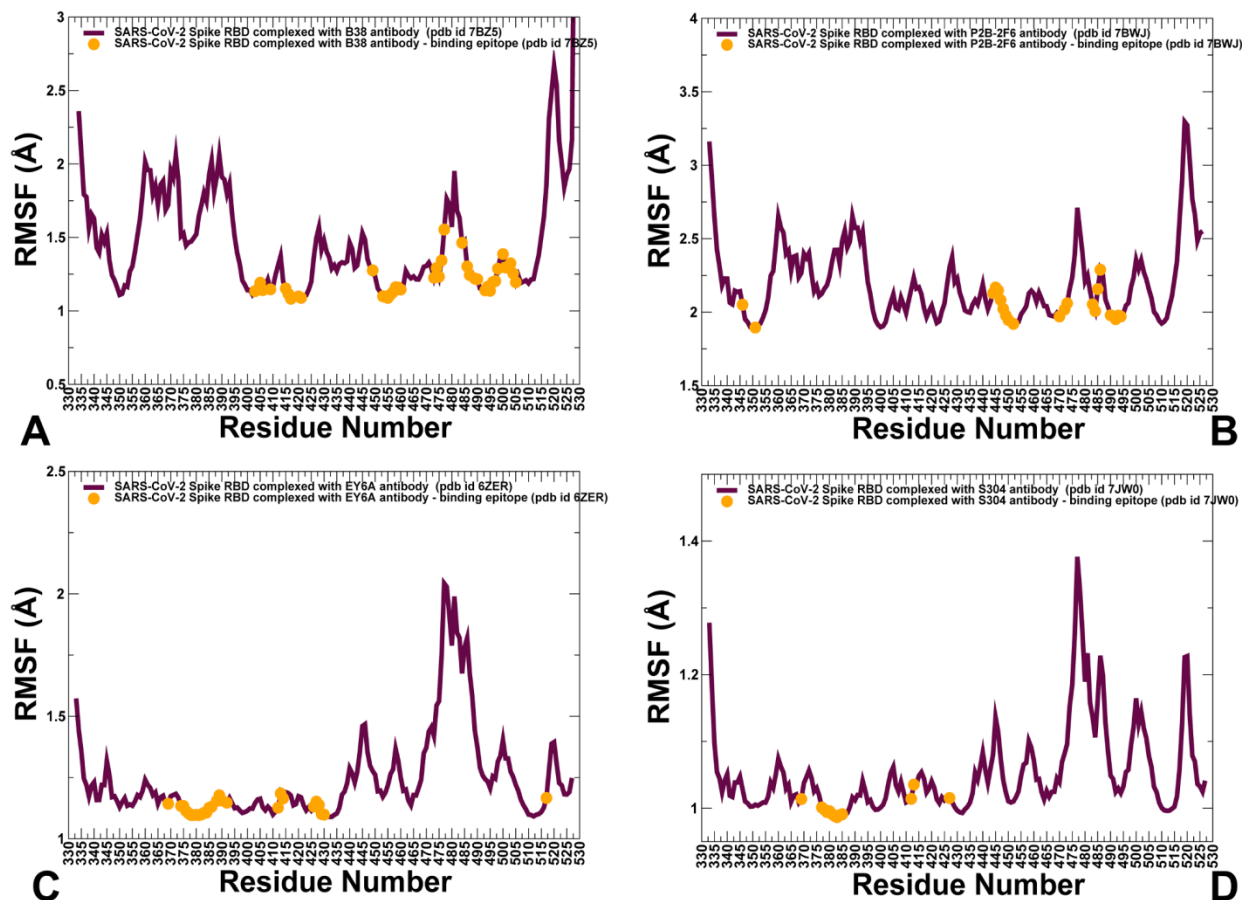 SARS-CoV-2 Spike RBD complexed with B38 antibody (pdb id 7BZ5)
SARS-CoV-2 Spike RBD complexed with B38 antibody - binding epitope (pdb id 7BZ5)
3
2.5
2
1.5
1
0.5
RMSF (Å)
330 335 340 345 350 355 360 365 370 375 380 385 390 395 400 405 410 415 420 425 430 435 440 445 450 455 460 465 470 475 480 485 490 495 500 505 510 515 520 525 530
Residue Number
A
SARS-CoV-2 Spike RBD complexed with P2B-2F6 antibody (pdb id 7BWJ)
SARS-CoV-2 Spike RBD complexed with P2B-2F6 antibody - binding epitope (pdb id 7BWJ)
4
3.5
3
2.5
2
1.5
RMSF (Å)
330 335 340 345 350 355 360 365 370 375 380 385 390 395 400 405 410 415 420 425 430 435 440 445 450 455 460 465 470 475 480 485 490 495 500 505 510 515 520 525 530
Residue Number
B
SARS-CoV-2 Spike RBD complexed with EY6A antibody (pdb id 6ZER)
SARS-CoV-2 Spike RBD complexed with EY6A antibody - binding epitope (pdb id 6ZER)
2.5
2
1.5
1
RMSF (Å)
330 335 340 345 350 355 360 365 370 375 380 385 390 395 400 405 410 415 420 425 430 435 440 445 450 455 460 465 470 475 480 485 490 495 500 505 510 515 520 525 530
Residue Number
C
SARS-CoV-2 Spike RBD complexed with S304 antibody (pdb id 7JW0)
SARS-CoV-2 Spike RBD complexed with S304 antibody - binding epitope (pdb id 7JW0)
1.4
1.2
1
RMSF (Å)
330 335 340 345 350 355 360 365 370 375 380 385 390 395 400 405 410 415 420 425 430 435 440 445 450 455 460 465 470 475 480 485 490 495 500 505 510 515 520 525 530
Residue Number
D